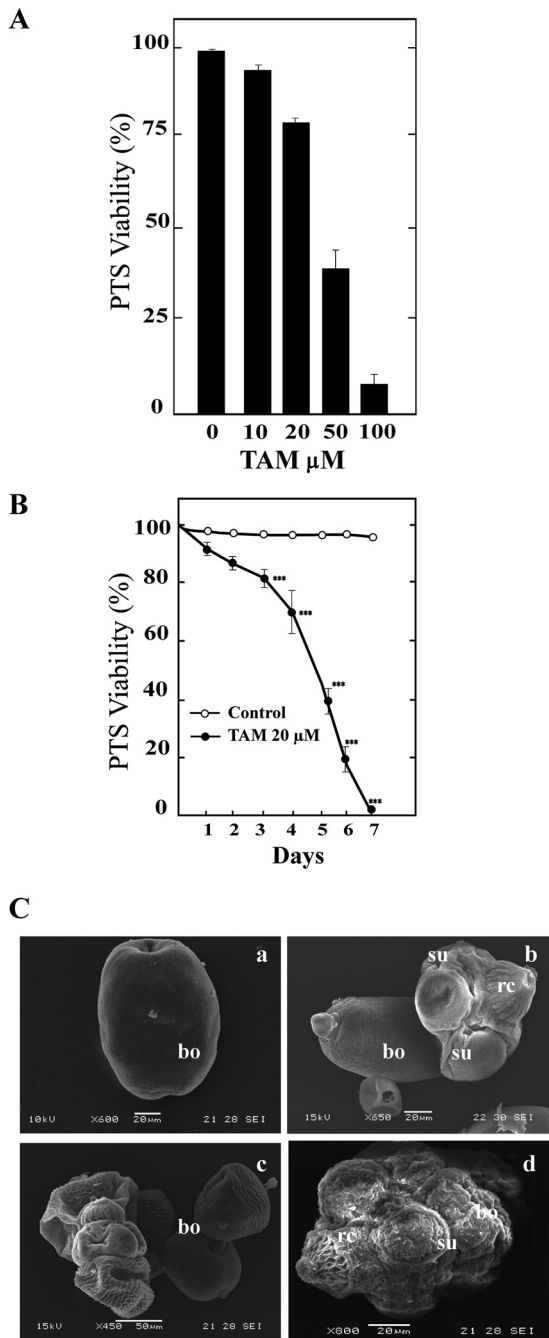 A
PTS Viability (%)
100
75
50
25
0
0 10 20 50 100
TAM µM
B
PTS Viability (%)
100
80
60
40
20
0
***
***
***
***
***
Control
TAM 20 µM
1 2 3 4 5 6 7
Days
C
a
bo
10kV X600 20µm 21 28 SEI
b
su
rc
bo
su
15kV X650 20µm 22 30 SEI
c
bo
15kV X450 50µm 21 28 SEI
d
bo
rc
su
X800 20µm 21 28 SEI